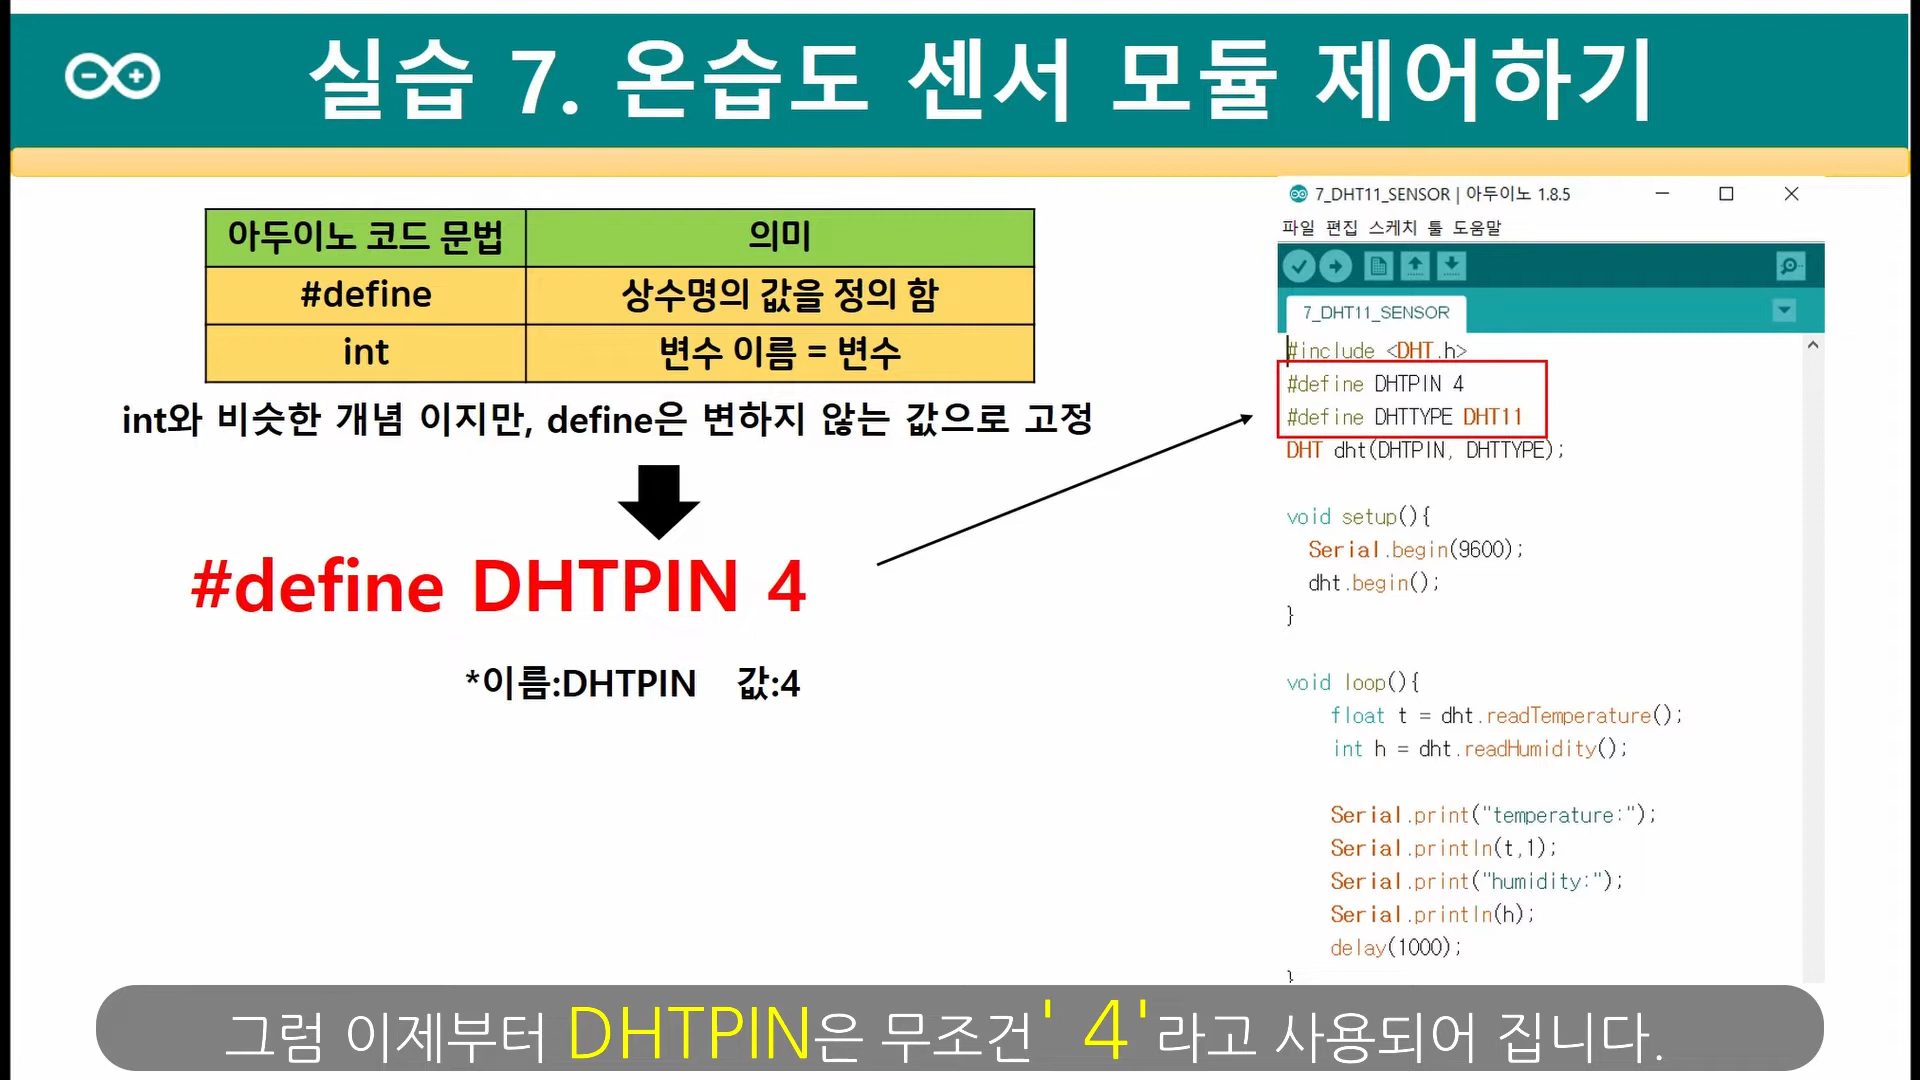 실습 7. 온습도 센서 모듈 제어하기
아두이노 코드 문법 의미
#define 상수명의 값을 정의 함
int 변수 이름 = 변수
int와 비슷한 개념 이지만, define은 변하지 않는 값으로 고정
#define DHTPIN 4
*이름:DHTPIN 값:4
7_DHT11_SENSOR | 아두이노 1.8.5
파일 편집 스케치 툴 도움말
7_DHT11_SENSOR
#include <DHT.h>
#define DHTPIN 4
#define DHTTYPE DHT11
DHT dht(DHTPIN, DHTTYPE);
void setup(){
Serial.begin(9600);
dht.begin();
}
void loop(){
float t = dht.readTemperature();
int h = dht.readHumidity();
Serial.print("temperature:");
Serial.println(t,1);
Serial.print("humidity:");
Serial.println(h);
delay(1000);
}
그럼 이제부터 DHTPIN은 무조건' 4'라고 사용되어 집니다.